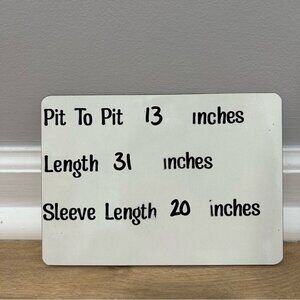 Pit To Pit 13 inches
Length 31 inches
Sleeve Length 20 inches